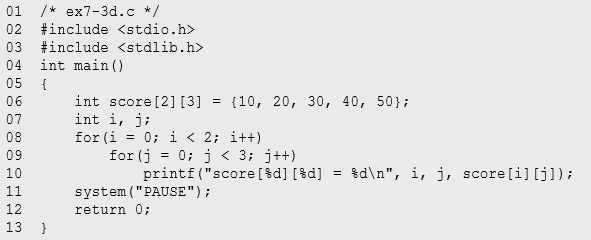 01 /* ex7-3d.c */
02 #include <stdio.h>
03 #include <stdlib.h>
04 int main()
05 {
06     int score[2][3] = {10, 20, 30, 40, 50};
07     int i, j;
08     for(i = 0; i < 2; i++)
09         for(j = 0; j < 3; j++)
10             printf("score[%d][%d] = %d\n", i, j, score[i][j]);
11     system("PAUSE");
12     return 0;
13 }